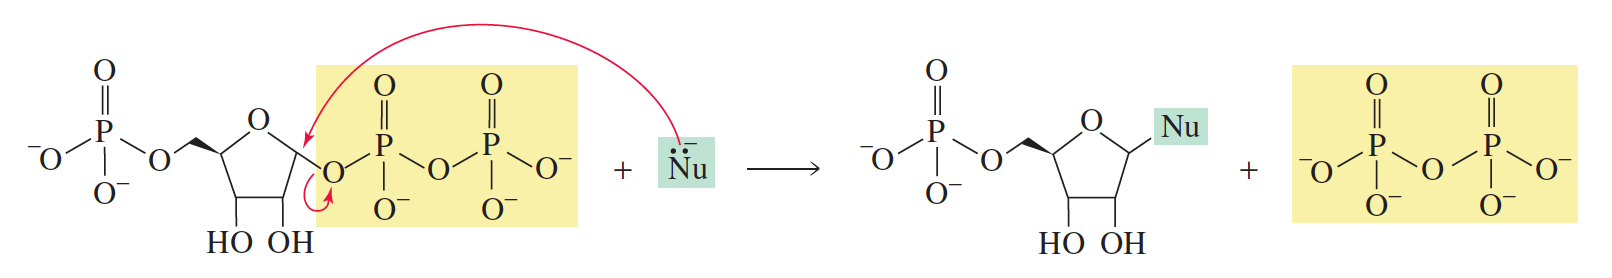 O O O O O O
⁻O P O O O P O P O⁻ + :Nu⁻ ⟶ ⁻O P O O Nu + ⁻O P O P O⁻
O⁻ O⁻ O⁻ O⁻ O⁻ O⁻
HO OH HO OH